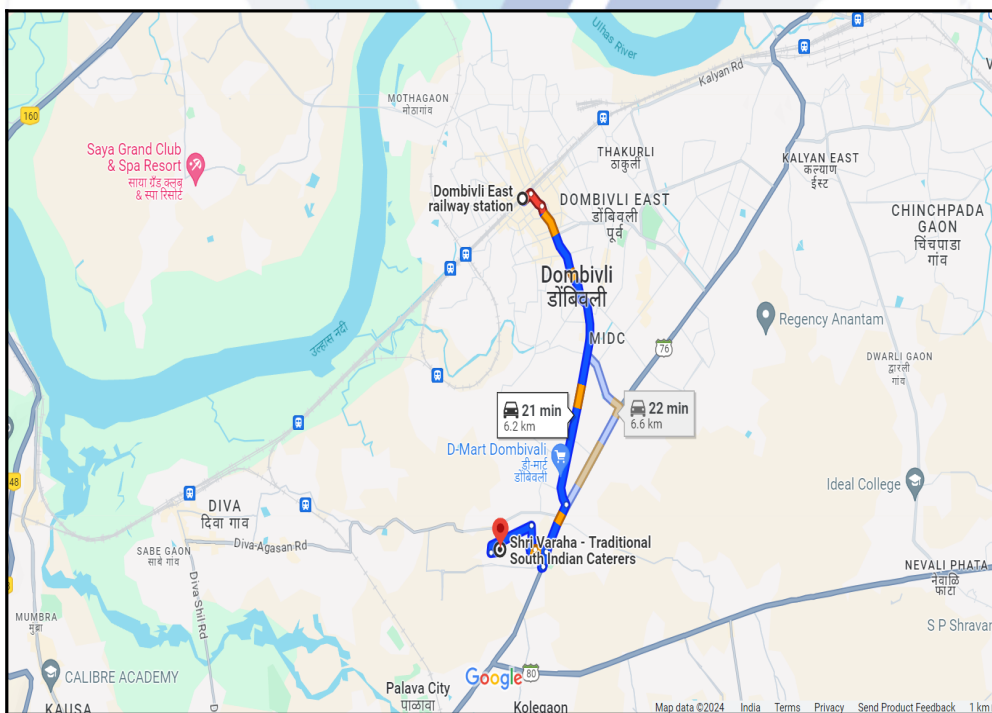 Ulhas River
Kalyan Rd
MOTHAGAON
मोठागांव
160
Saya Grand Club
& Spa Resort
साया ग्रँड क्लब
& स्पा रिसॉर्ट
THAKURLI
ठाकुर्ली
KALYAN EAST
कल्याण
ईस्ट
Dombivli East
railway station
DOMBIVLI EAST
डोंबिवली
पूर्व
CHINCHPADA
GAON
चिंचपाडा
गांव
Dombivli
डोंबिवली
उल्हास नदी
Regency Anantam
MIDC
76
DWARLI GAON
द्वारली
गांव
21 min
6.2 km
22 min
6.6 km
D-Mart Dombivali
डी-मार्ट
डोंबिवली
48
Ideal College
DIVA
दिवा गाव
SABE GAON
साबे गांव
Diva-Agasan Rd
Shri Varaha - Traditional
South Indian Caterers
NEVALI PHATA
नेवाळि
फाटा
Diva Shil Rd
MUMBRA
मुंब्रा
S P Shravan
CALIBRE ACADEMY
Google
80
Palava City
पाळावा
KAUSA
Kolegaon
Map data ©2024 India Terms Privacy Send Product Feedback 1 km